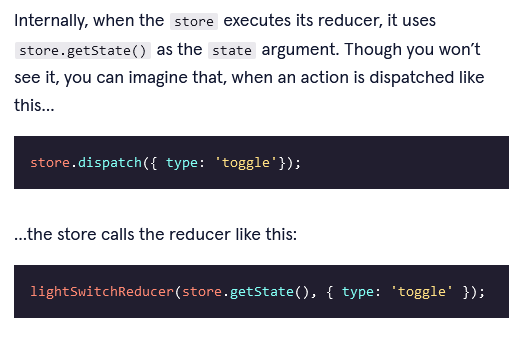 Internally, when the store executes its reducer, it uses
store.getState() as the state argument. Though you won’t
see it, you can imagine that, when an action is dispatched like
this…
store.dispatch({ type: 'toggle'});
…the store calls the reducer like this:
lightSwitchReducer(store.getState(), { type: 'toggle' });